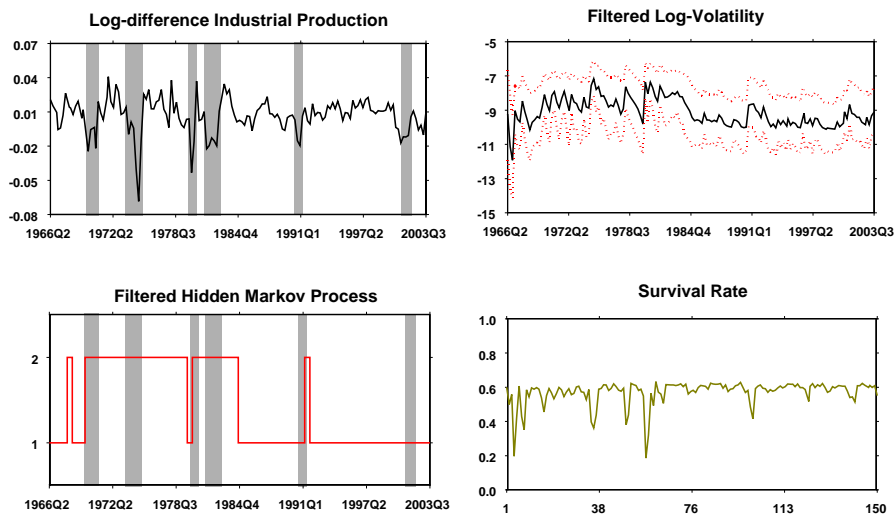 Log-difference Industrial Production
0.07
0.04
0.01
-0.02
-0.05
-0.08
1966Q2 1972Q2 1978Q3 1984Q4 1991Q1 1997Q2 2003Q3
Filtered Log-Volatility
-5
-7
-9
-11
-13
-15
1966Q2 1972Q2 1978Q3 1984Q4 1991Q1 1997Q2 2003Q3
Filtered Hidden Markov Process
2
1
1966Q2 1972Q2 1978Q3 1984Q4 1991Q1 1997Q2 2003Q3
Survival Rate
1.0
0.8
0.6
0.4
0.2
0.0
1 38 76 113 150